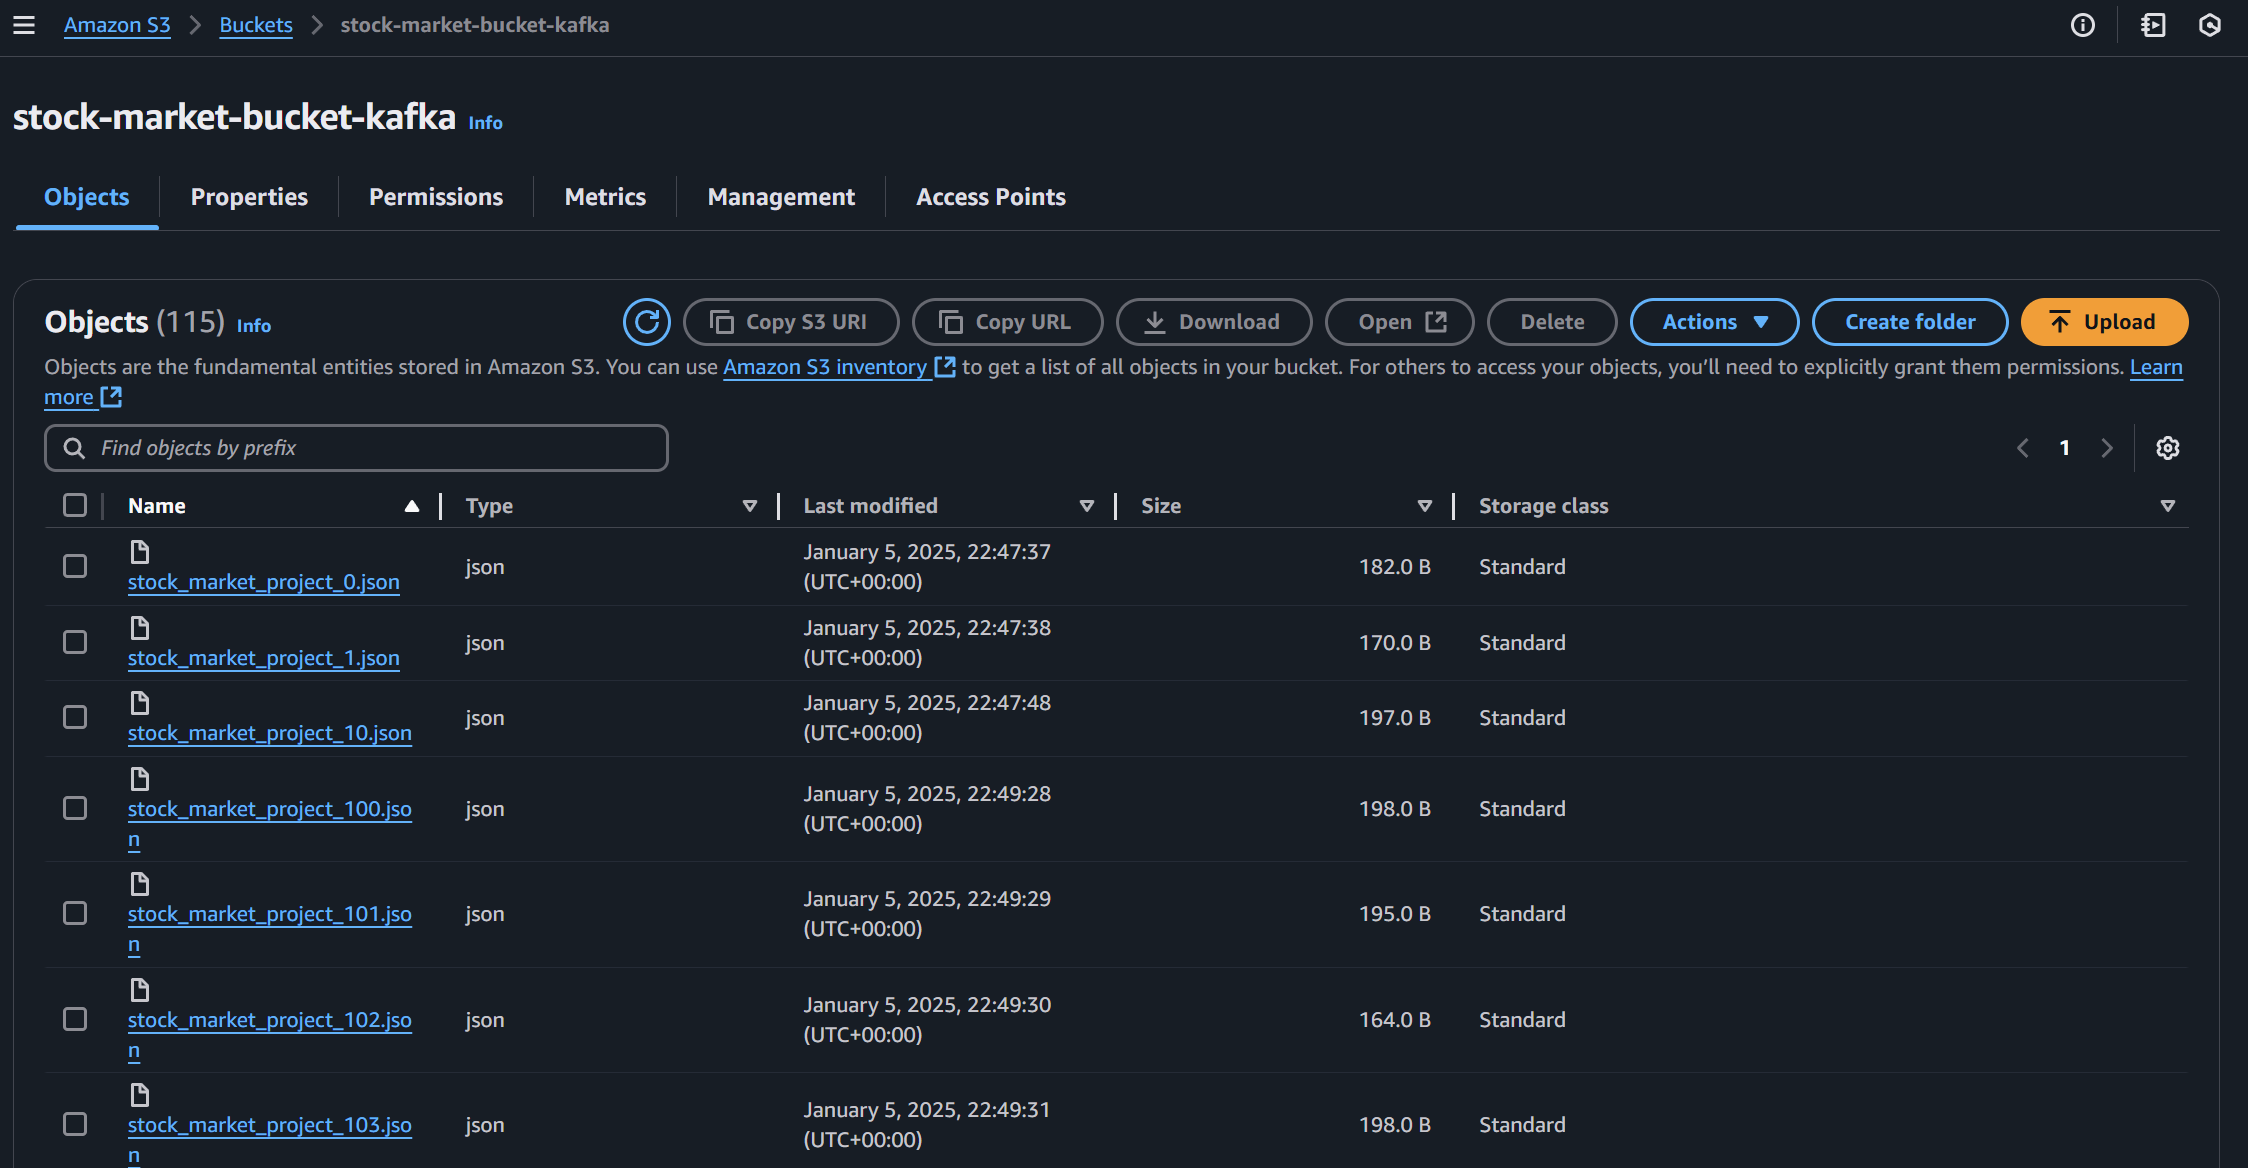 Amazon S3 > Buckets > stock-market-bucket-kafka
stock-market-bucket-kafka Info
Objects Properties Permissions Metrics Management Access Points
Objects (115) Info Copy S3 URI Copy URL Download Open Delete Actions Create folder Upload
Objects are the fundamental entities stored in Amazon S3. You can use Amazon S3 inventory to get a list of all objects in your bucket. For others to access your objects, you’ll need to explicitly grant them permissions. Learn
more
Find objects by prefix 1
Name Type Last modified Size Storage class
stock_market_project_0.json json January 5, 2025, 22:47:37 182.0 B Standard
(UTC+00:00)
stock_market_project_1.json json January 5, 2025, 22:47:38 170.0 B Standard
(UTC+00:00)
stock_market_project_10.json json January 5, 2025, 22:47:48 197.0 B Standard
(UTC+00:00)
stock_market_project_100.jso json January 5, 2025, 22:49:28 198.0 B Standard
n (UTC+00:00)
stock_market_project_101.jso json January 5, 2025, 22:49:29 195.0 B Standard
n (UTC+00:00)
stock_market_project_102.jso json January 5, 2025, 22:49:30 164.0 B Standard
n (UTC+00:00)
stock_market_project_103.jso json January 5, 2025, 22:49:31 198.0 B Standard
n (UTC+00:00)